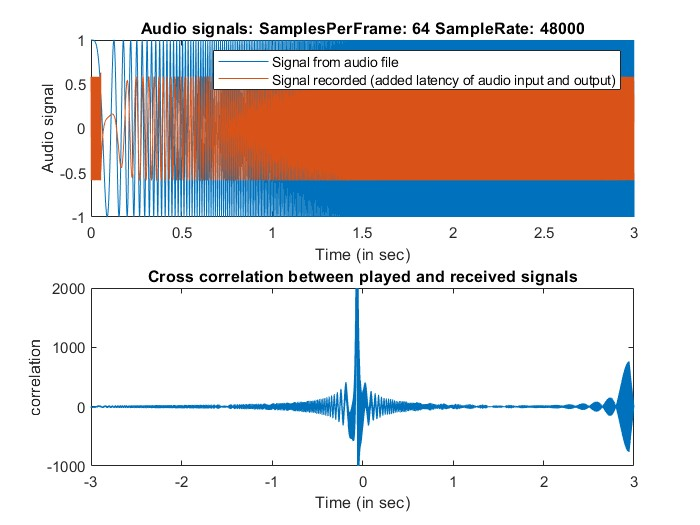 Audio signals: SamplesPerFrame: 64 SampleRate: 48000
1
Signal from audio file
Signal recorded (added latency of audio input and output)
0.5
0
-0.5
-1
Audio signal
0 0.5 1 1.5 2 2.5 3
Time (in sec)
Cross correlation between played and received signals
2000
1000
0
-1000
correlation
-3 -2 -1 0 1 2 3
Time (in sec)